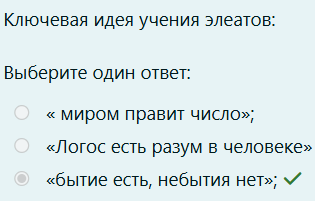 Ключевая идея учения элеатов:
Выберите один ответ:
« миром правит число»;
«Логос есть разум в человеке»
«бытие есть, небытия нет»;